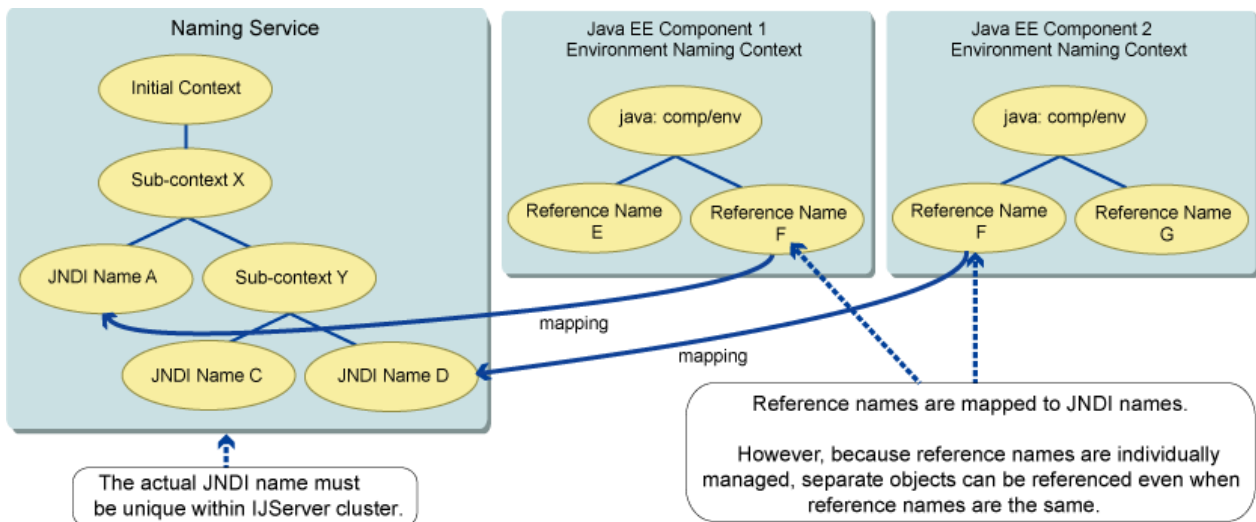 Naming Service
Initial Context
Sub-context X
JNDI Name A
Sub-context Y
JNDI Name C
JNDI Name D
Java EE Component 1
Environment Naming Context
java: comp/env
Reference Name
E
Reference Name
F
Java EE Component 2
Environment Naming Context
java: comp/env
Reference Name
F
Reference Name
G
mapping
mapping
The actual JNDI name must
be unique within IJServer cluster.
Reference names are mapped to JNDI names.
However, because reference names are individually
managed, separate objects can be referenced even when
reference names are the same.